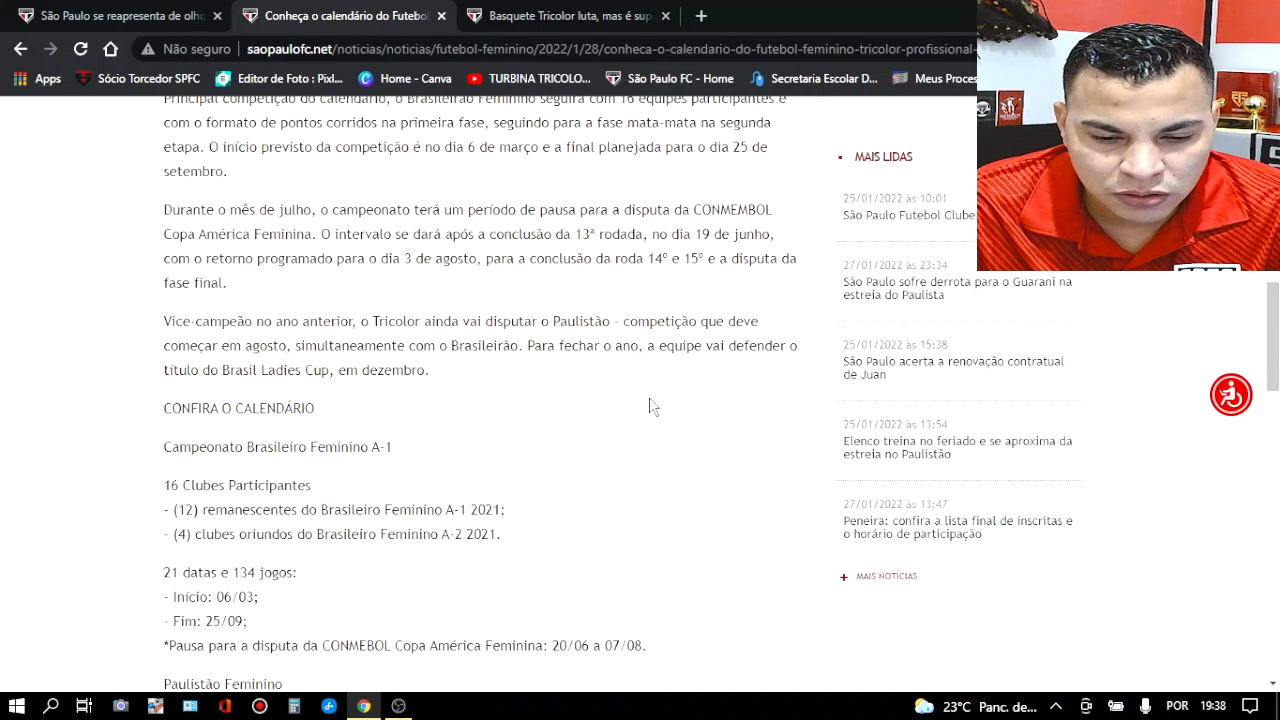 São Paulo se apresenta de olh
Calendário do Futebol
Basquete Tricolor luta, mas é sup
Não seguro
saopaulofc.net/noticias/noticias/futebol-feminino/2022/1/28/conheca-o-calendario-do-futebol-feminino-tricolor-profissional
Apps
Sócio Torcedor SPFC
Editor de Foto : Pixl...
Home - Canva
TURBINA TRICOLO...
São Paulo FC - Home
Secretaria Escolar D...
Meus Proces
Principal competição do calendário, o Brasileirão Feminino seguirá com 16 equipes participantes e
com o formato de pontos corridos na primeira fase, seguindo para a fase mata-mata na segunda
etapa. O início previsto da competição é no dia 6 de março e a final planejada para o dia 25 de
setembro.
Durante o mês de julho, o campeonato terá um período de pausa para a disputa da CONMEMBOL
Copa América Feminina. O intervalo se dará após a conclusão da 13ª rodada, no dia 19 de junho,
com o retorno programado para o dia 3 de agosto, para a conclusão da roda 14º e 15º e a disputa da
fase final.
Vice-campeão no ano anterior, o Tricolor ainda vai disputar o Paulistão - competição que deve
começar em agosto, simultaneamente com o Brasileirão. Para fechar o ano, a equipe vai defender o
título do Brasil Ladies Cup, em dezembro.
CONFIRA O CALENDÁRIO
Campeonato Brasileiro Feminino A-1
16 Clubes Participantes
- (12) remanescentes do Brasileiro Feminino A-1 2021;
- (4) clubes oriundos do Brasileiro Feminino A-2 2021.
21 datas e 134 jogos:
- Início: 06/03;
- Fim: 25/09;
*Pausa para a disputa da CONMEBOL Copa América Feminina: 20/06 a 07/08.
Paulistão Feminino
• MAIS LIDAS
25/01/2022 às 10:01
São Paulo Futebol Clube
27/01/2022 às 23:34
São Paulo sofre derrota para o Guarani na
estreia do Paulista
25/01/2022 às 15:38
São Paulo acerta a renovação contratual
de Juan
25/01/2022 às 13:54
Elenco treina no feriado e se aproxima da
estreia no Paulistão
27/01/2022 às 13:47
Peneira: confira a lista final de inscritas e
o horário de participação
+ MAIS NOTÍCIAS
23°C Panc. de...
POR
19:38